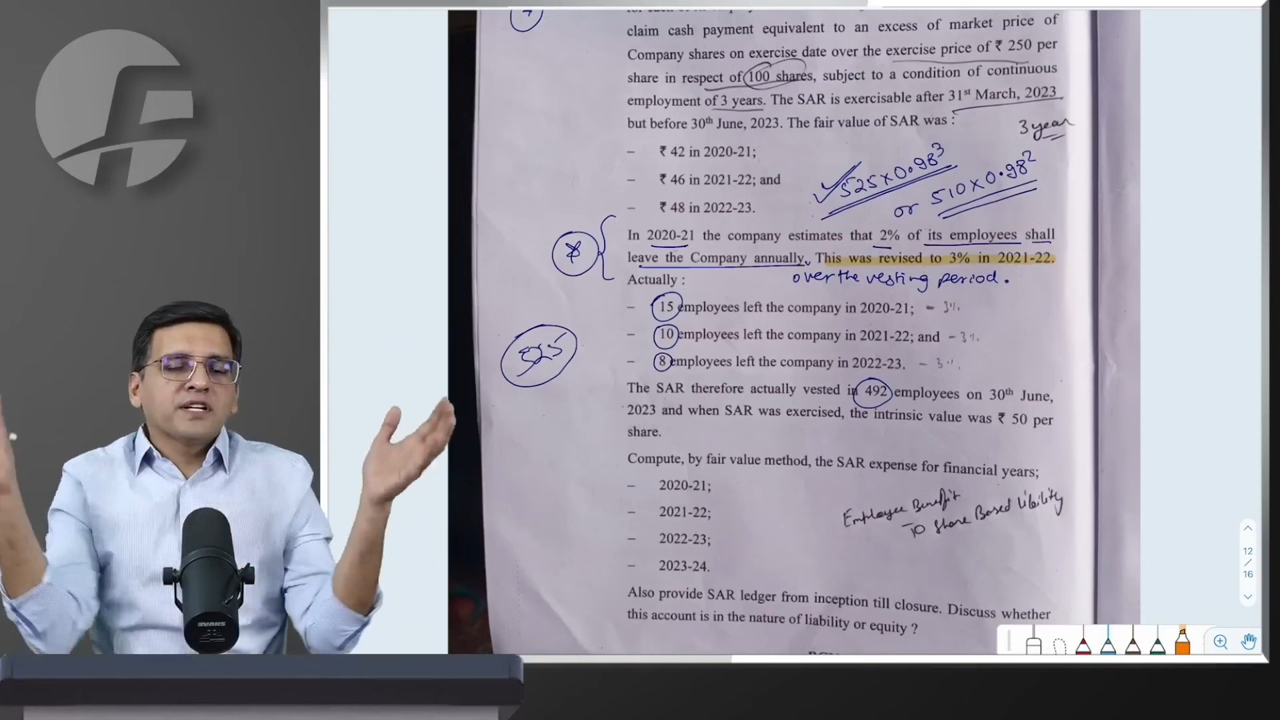 claim cash payment equivalent to an excess of market price of
Company shares on exercise date over the exercise price of ₹ 250 per
share in respect of 100 shares, subject to a condition of continuous
employment of 3 years. The SAR is exercisable after 31st March, 2023
but before 30th June, 2023. The fair value of SAR was :
3 year
– ₹ 42 in 2020-21;
– ₹ 46 in 2021-22; and
525×0.98³
– ₹ 48 in 2022-23.
or 510×0.98²
In 2020-21 the company estimates that 2% of its employees shall
leave the Company annually. This was revised to 3% in 2021-22.
over the vesting period.
Actually :
– 15 employees left the company in 2020-21; – 3%
– 10 employees left the company in 2021-22; and – 3%
525
– 8 employees left the company in 2022-23. – 3%
The SAR therefore actually vested in 492 employees on 30th June,
2023 and when SAR was exercised, the intrinsic value was ₹ 50 per
share.
Compute, by fair value method, the SAR expense for financial years;
– 2020-21;
– 2021-22;
Employee Benefit
To Share Based Libility
– 2022-23;
– 2023-24.
Also provide SAR ledger from inception till closure. Discuss whether
this account is in the nature of liability or equity ?
12
/
16
SHURE